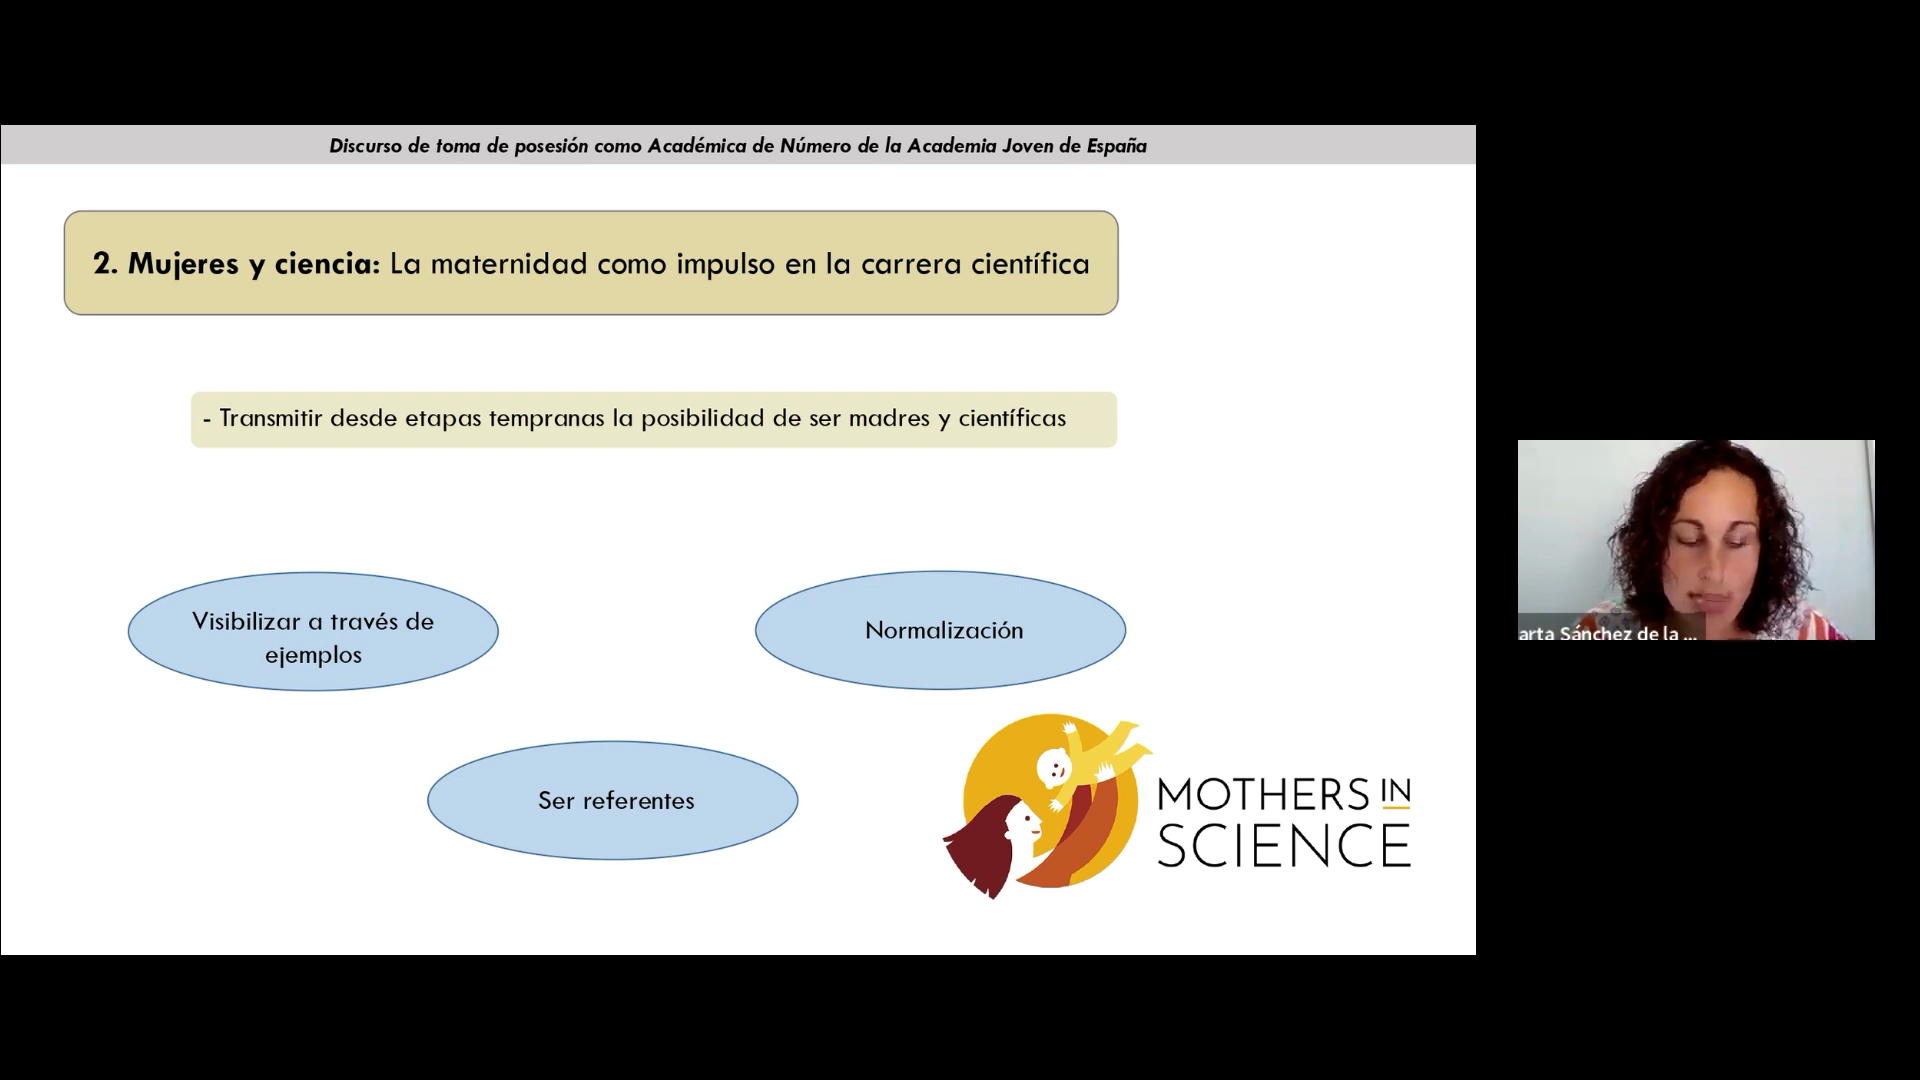 Discurso de toma de posesión como Académica de Número de la Academia Joven de España
2. Mujeres y ciencia: La maternidad como impulso en la carrera científica
- Transmitir desde etapas tempranas la posibilidad de ser madres y científicas
Visibilizar a través de
ejemplos
Normalización
Ser referentes
MOTHERS IN
SCIENCE
arta Sánchez de la ...